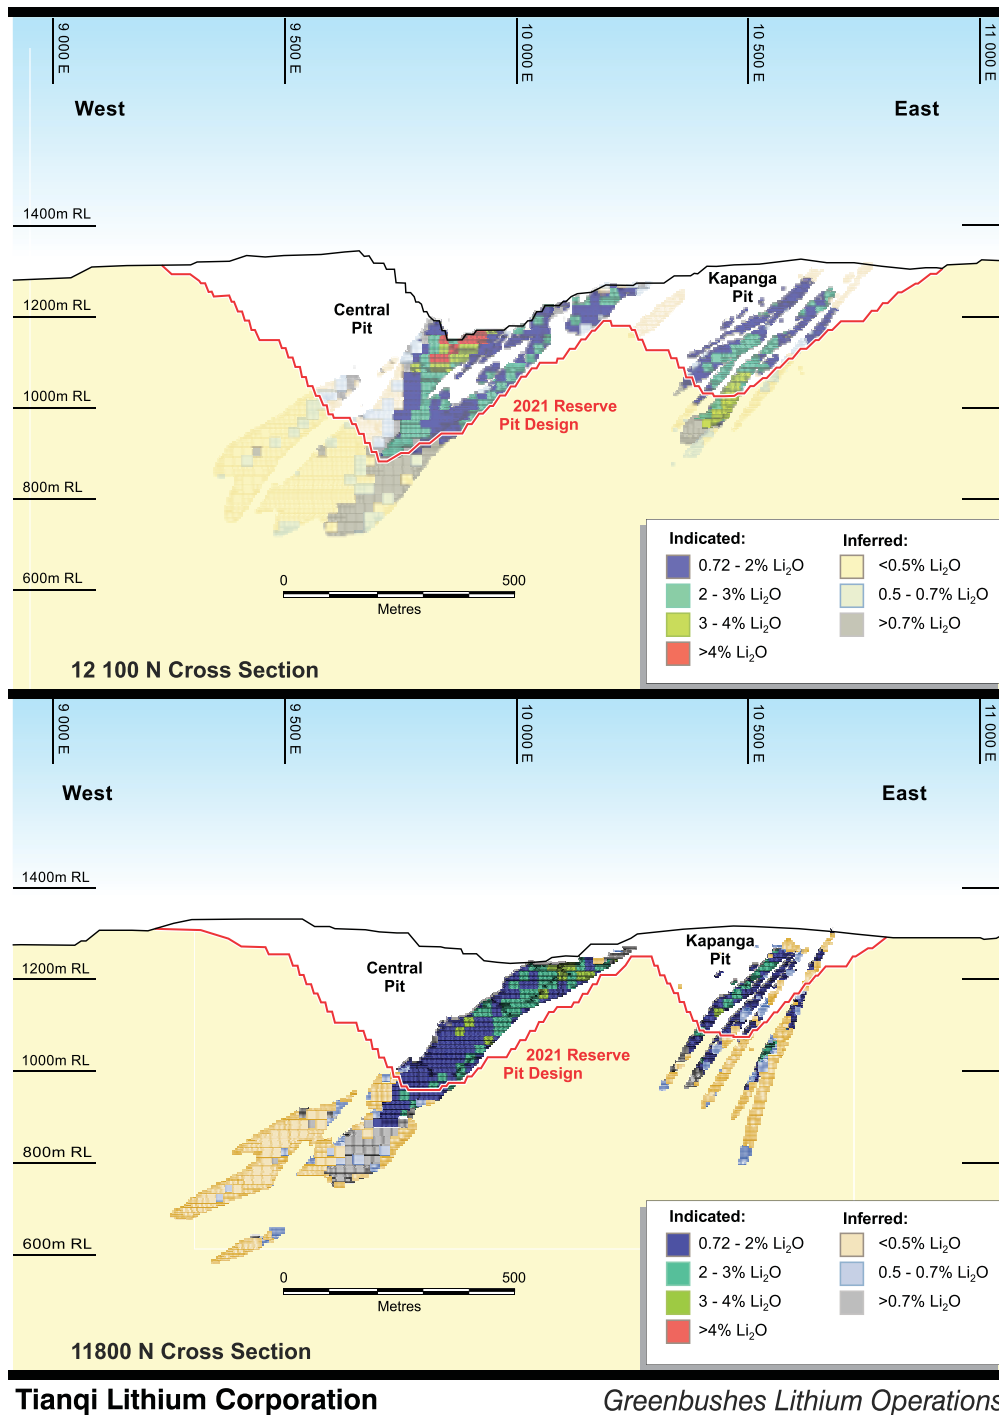 9 000 E
9 500 E
10 000 E
10 500 E
11 000 E
West
East
1400m RL
1200m RL
1000m RL
800m RL
600m RL
Central
Pit
Kapanga
Pit
2021 Reserve
Pit Design
0 500
Metres
Indicated:
0.72 - 2% Li₂O
2 - 3% Li₂O
3 - 4% Li₂O
>4% Li₂O
Inferred:
<0.5% Li₂O
0.5 - 0.7% Li₂O
>0.7% Li₂O
12 100 N Cross Section
9 000 E
9 500 E
10 000 E
10 500 E
11 000 E
West
East
1400m RL
1200m RL
1000m RL
800m RL
600m RL
Central
Pit
Kapanga
Pit
2021 Reserve
Pit Design
0 500
Metres
Indicated:
0.72 - 2% Li₂O
2 - 3% Li₂O
3 - 4% Li₂O
>4% Li₂O
Inferred:
<0.5% Li₂O
0.5 - 0.7% Li₂O
>0.7% Li₂O
11800 N Cross Section
Tianqi Lithium Corporation
Greenbushes Lithium Operations